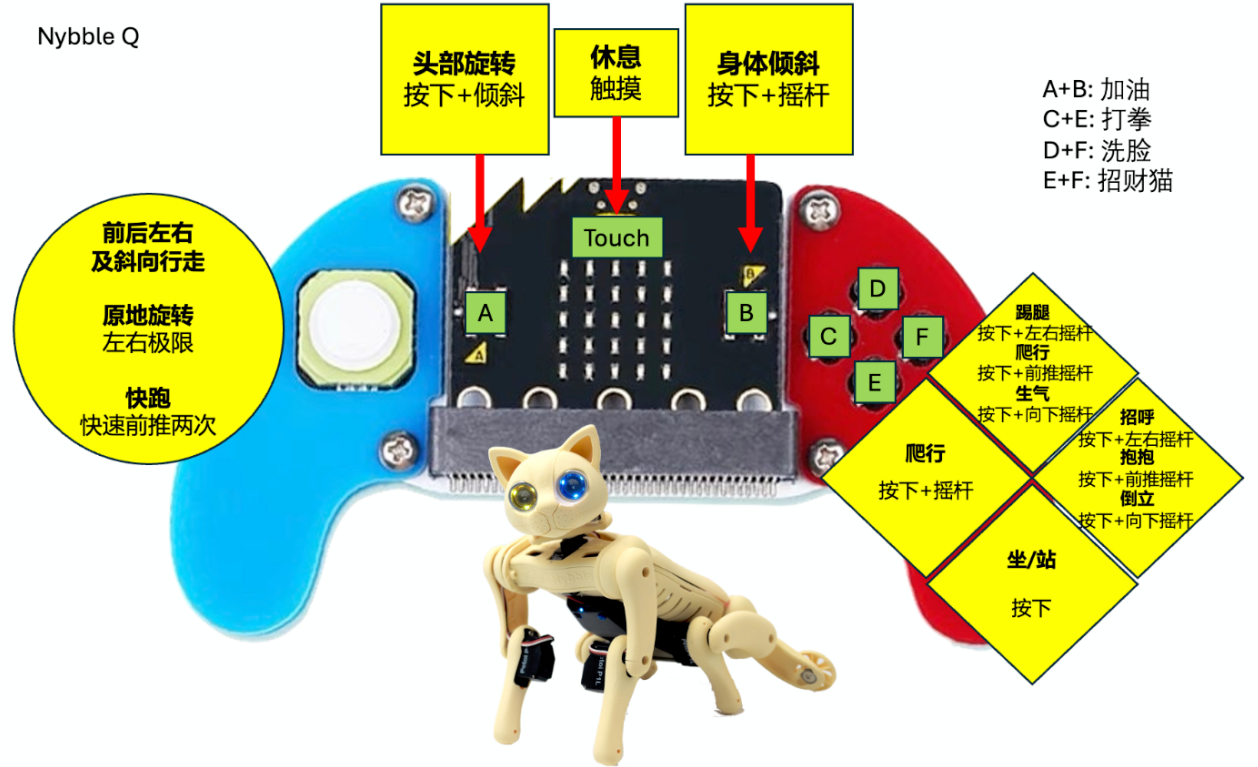 Nybble Q
头部旋转
按下+倾斜
休息
触摸
身体倾斜
按下+摇杆
A+B: 加油
C+E: 打拳
D+F: 洗脸
E+F: 招财猫
前后左右
及斜向行走
原地旋转
左右极限
快跑
快速前推两次
Touch
A
A
B
B
D
C
F
E
踢腿
按下+左右摇杆
爬行
按下+前推摇杆
生气
按下+向下摇杆
爬行
按下+摇杆
招呼
按下+左右摇杆
抱抱
按下+前推摇杆
倒立
按下+向下摇杆
坐/站
按下